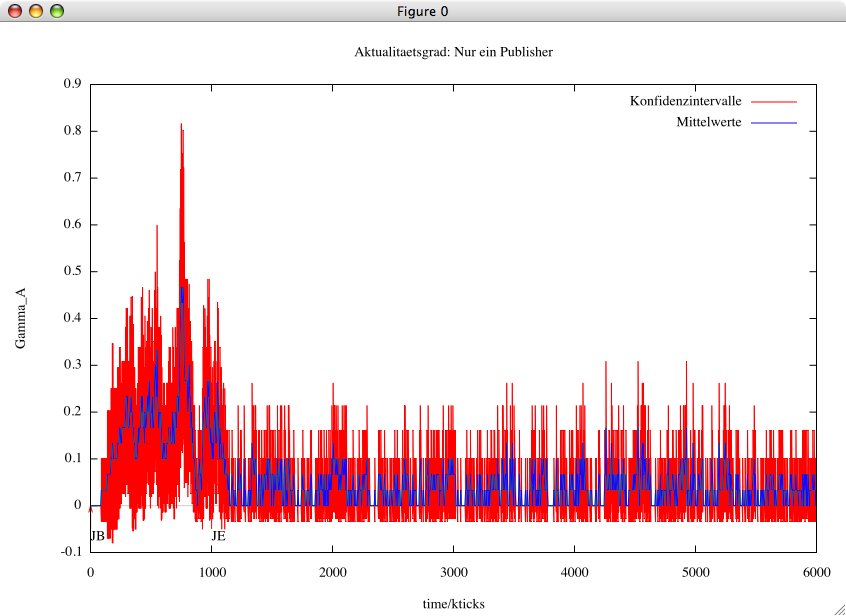 Figure 0
Aktualitaetsgrad: Nur ein Publisher
Konfidenzintervalle
Mittelwerte
0.9
0.8
0.7
0.6
0.5
0.4
0.3
0.2
0.1
0
-0.1
Gamma_A
JB
JE
0 1000 2000 3000 4000 5000 6000
time/kticks